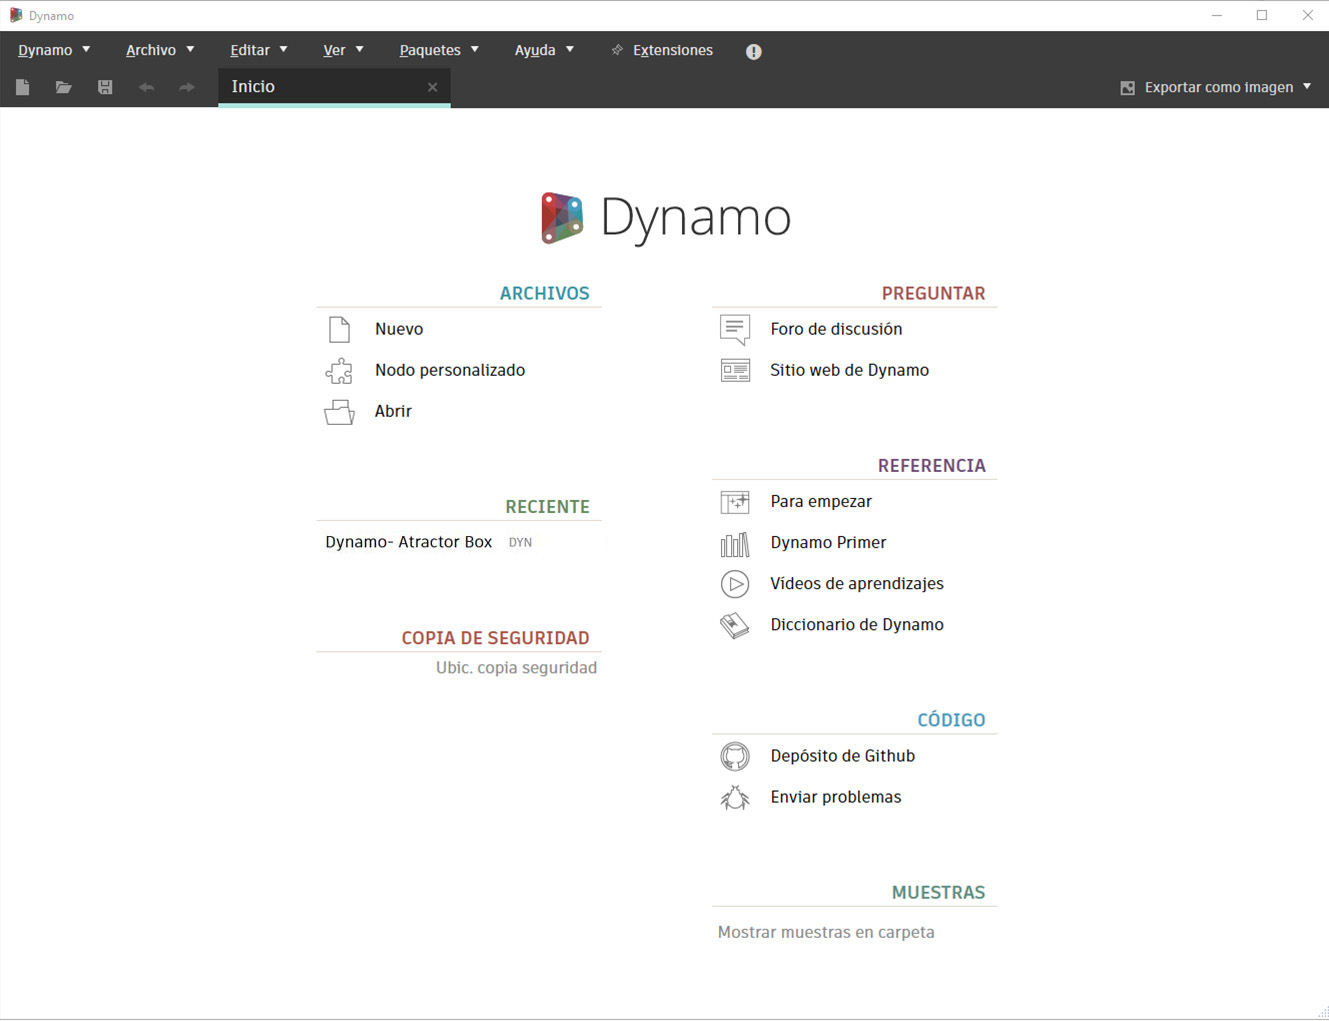 Dynamo
Dynamo Archivo Editar Ver Paquetes Ayuda Extensiones
Inicio Exportar como imagen
Dynamo
ARCHIVOS
Nuevo
Nodo personalizado
Abrir
RECIENTE
Dynamo- Atractor Box DYN
COPIA DE SEGURIDAD
Ubic. copia seguridad
PREGUNTAR
Foro de discusión
Sitio web de Dynamo
REFERENCIA
Para empezar
Dynamo Primer
Vídeos de aprendizajes
Diccionario de Dynamo
CÓDIGO
Depósito de Github
Enviar problemas
MUESTRAS
Mostrar muestras en carpeta